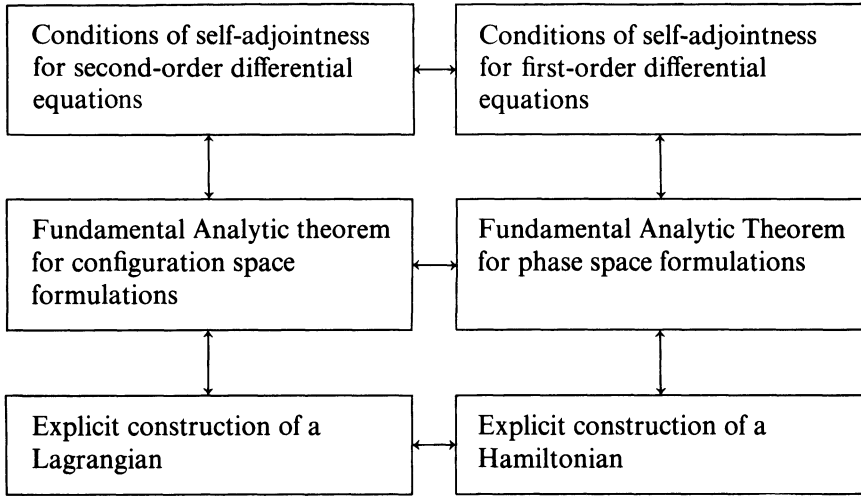 Conditions of self-adjointness
for second-order differential
equations
Conditions of self-adjointness
for first-order differential
equations
Fundamental Analytic theorem
for configuration space
formulations
Fundamental Analytic Theorem
for phase space formulations
Explicit construction of a
Lagrangian
Explicit construction of a
Hamiltonian